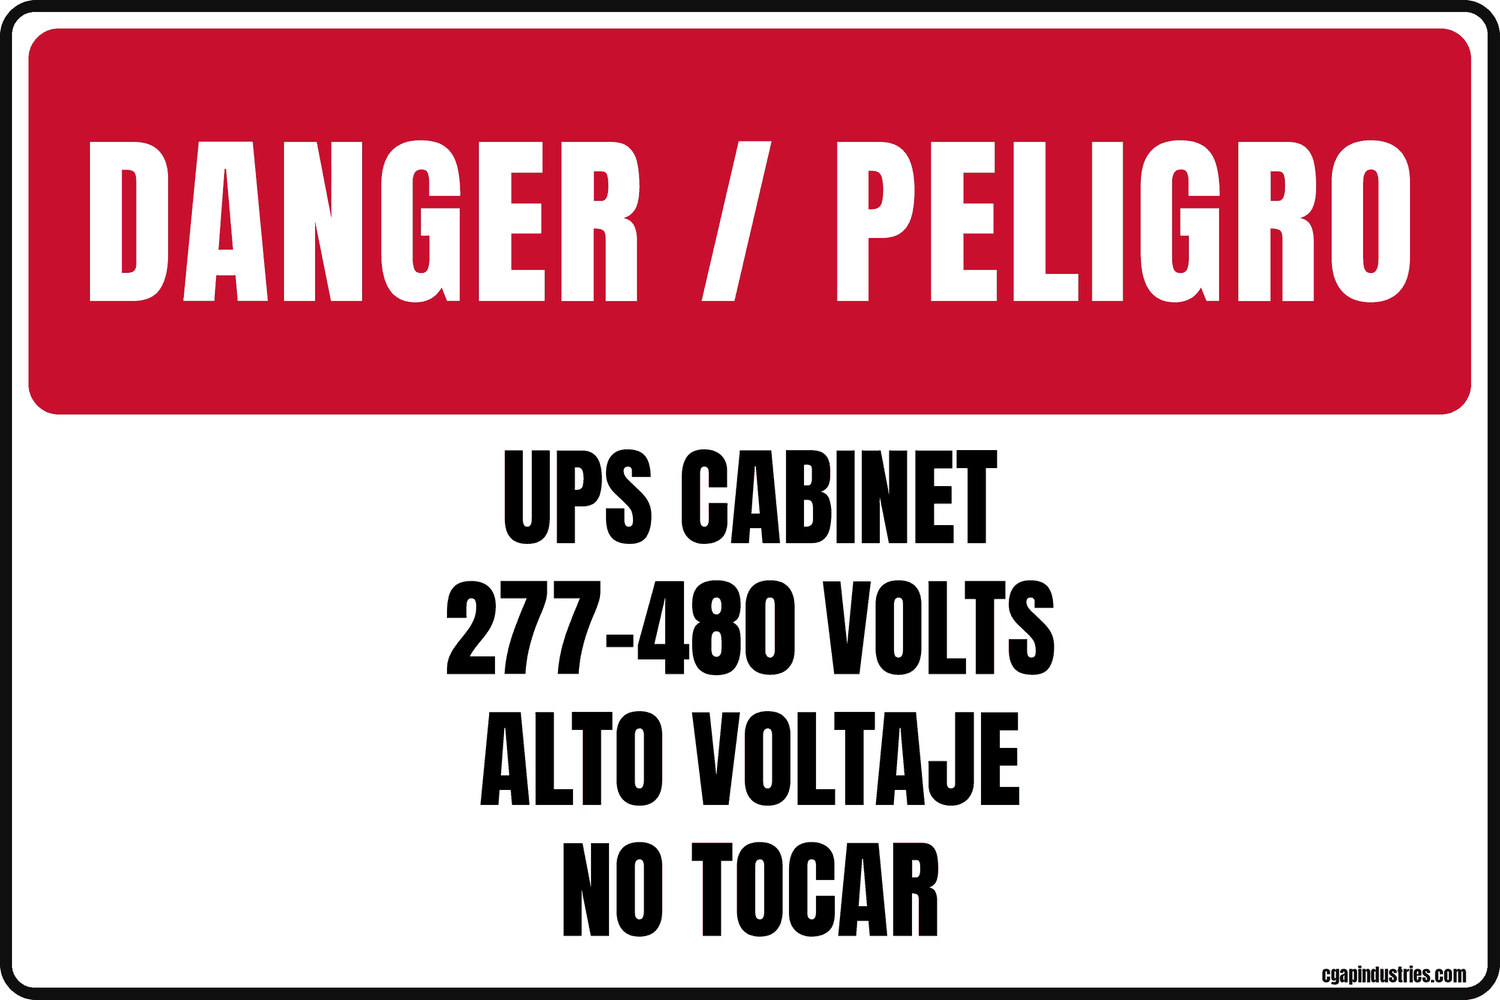 DANGER / PELIGRO
UPS CABINET
277-480 VOLTS
ALTO VOLTAJE
NO TOCAR
cgapindustries.com